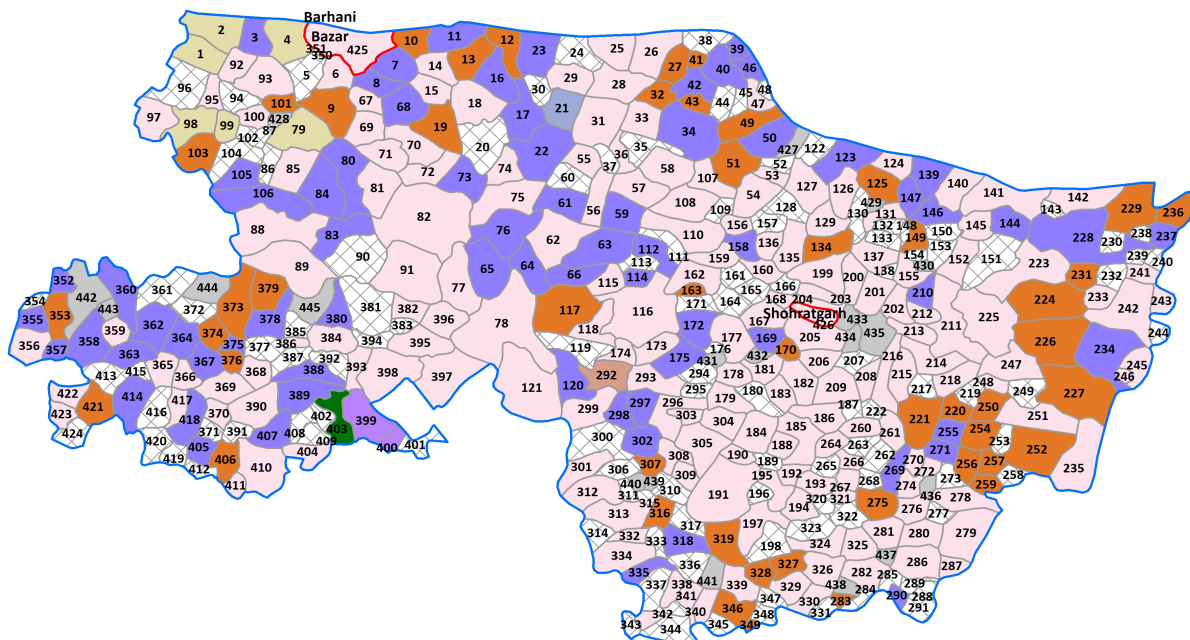 Barhani
Bazar
2 3 4 351 350 425 10 11 12 23 24 25 26 38 39
1 92 93 5 6 7 14 13 16 29 28 27 41 40 46
96 95 94 101 9 8 67 68 15 18 30 21 32 42 43 44 45 48 47
97 98 99 100 428 87 79 69 19 17 31 33 34 49 50 427 122
103 104 102 86 85 80 71 70 20 22 55 37 36 35 51 52 53 123 124
105 106 84 81 72 73 74 60 58 57 107 54 127 126 125 139 140 141 142
88 83 82 75 61 56 59 108 109 128 129 130 429 131 147 146 144 143 229 236
76 62 63 110 156 157 136 134 132 133 148 149 150 145 228 230 238 237
89 90 91 65 64 66 112 113 111 114 158 159 135 137 154 153 152 151 223 239 240
352 360 361 444 379 77 115 162 161 160 199 200 138 155 430 231 232 241
442 443 354 353 372 373 445 381 382 117 116 163 171 164 165 166 168 204 203 201 210 224 233 242 243
355 359 362 374 378 385 380 383 396 78 118 172 167 Shohratgarh 426 433 202 212 211 225 244
356 357 358 363 364 375 377 386 384 394 395 119 174 173 177 169 205 434 435 213 226 234
413 415 365 367 376 387 392 393 398 397 175 176 431 432 170 181 206 207 216 214 247 245 246
422 421 414 366 369 368 388 121 120 292 293 294 178 182 209 208 215 217 218 219 248 249 227
423 424 416 417 370 390 389 402 399 299 298 297 296 295 179 180 183 187 222 221 220 250 251
420 418 371 391 407 408 403 400 401 300 302 303 304 184 185 186 260 261 255 254 253 252
419 405 412 406 410 404 409 301 306 307 308 305 190 188 189 264 263 262 271 256 257 258 235
411 312 440 439 309 195 192 265 266 269 270 272 273 259
311 310 191 196 193 267 268 274 436 278
313 315 316 194 320 321 275 276 277
314 332 333 317 318 319 197 323 322 281 280 279
334 336 198 324 325 437 286 287
335 337 338 441 339 328 327 326 282 285 289
341 329 438 284 288
342 340 346 347 330 283 290 291
343 344 345 349 348 331